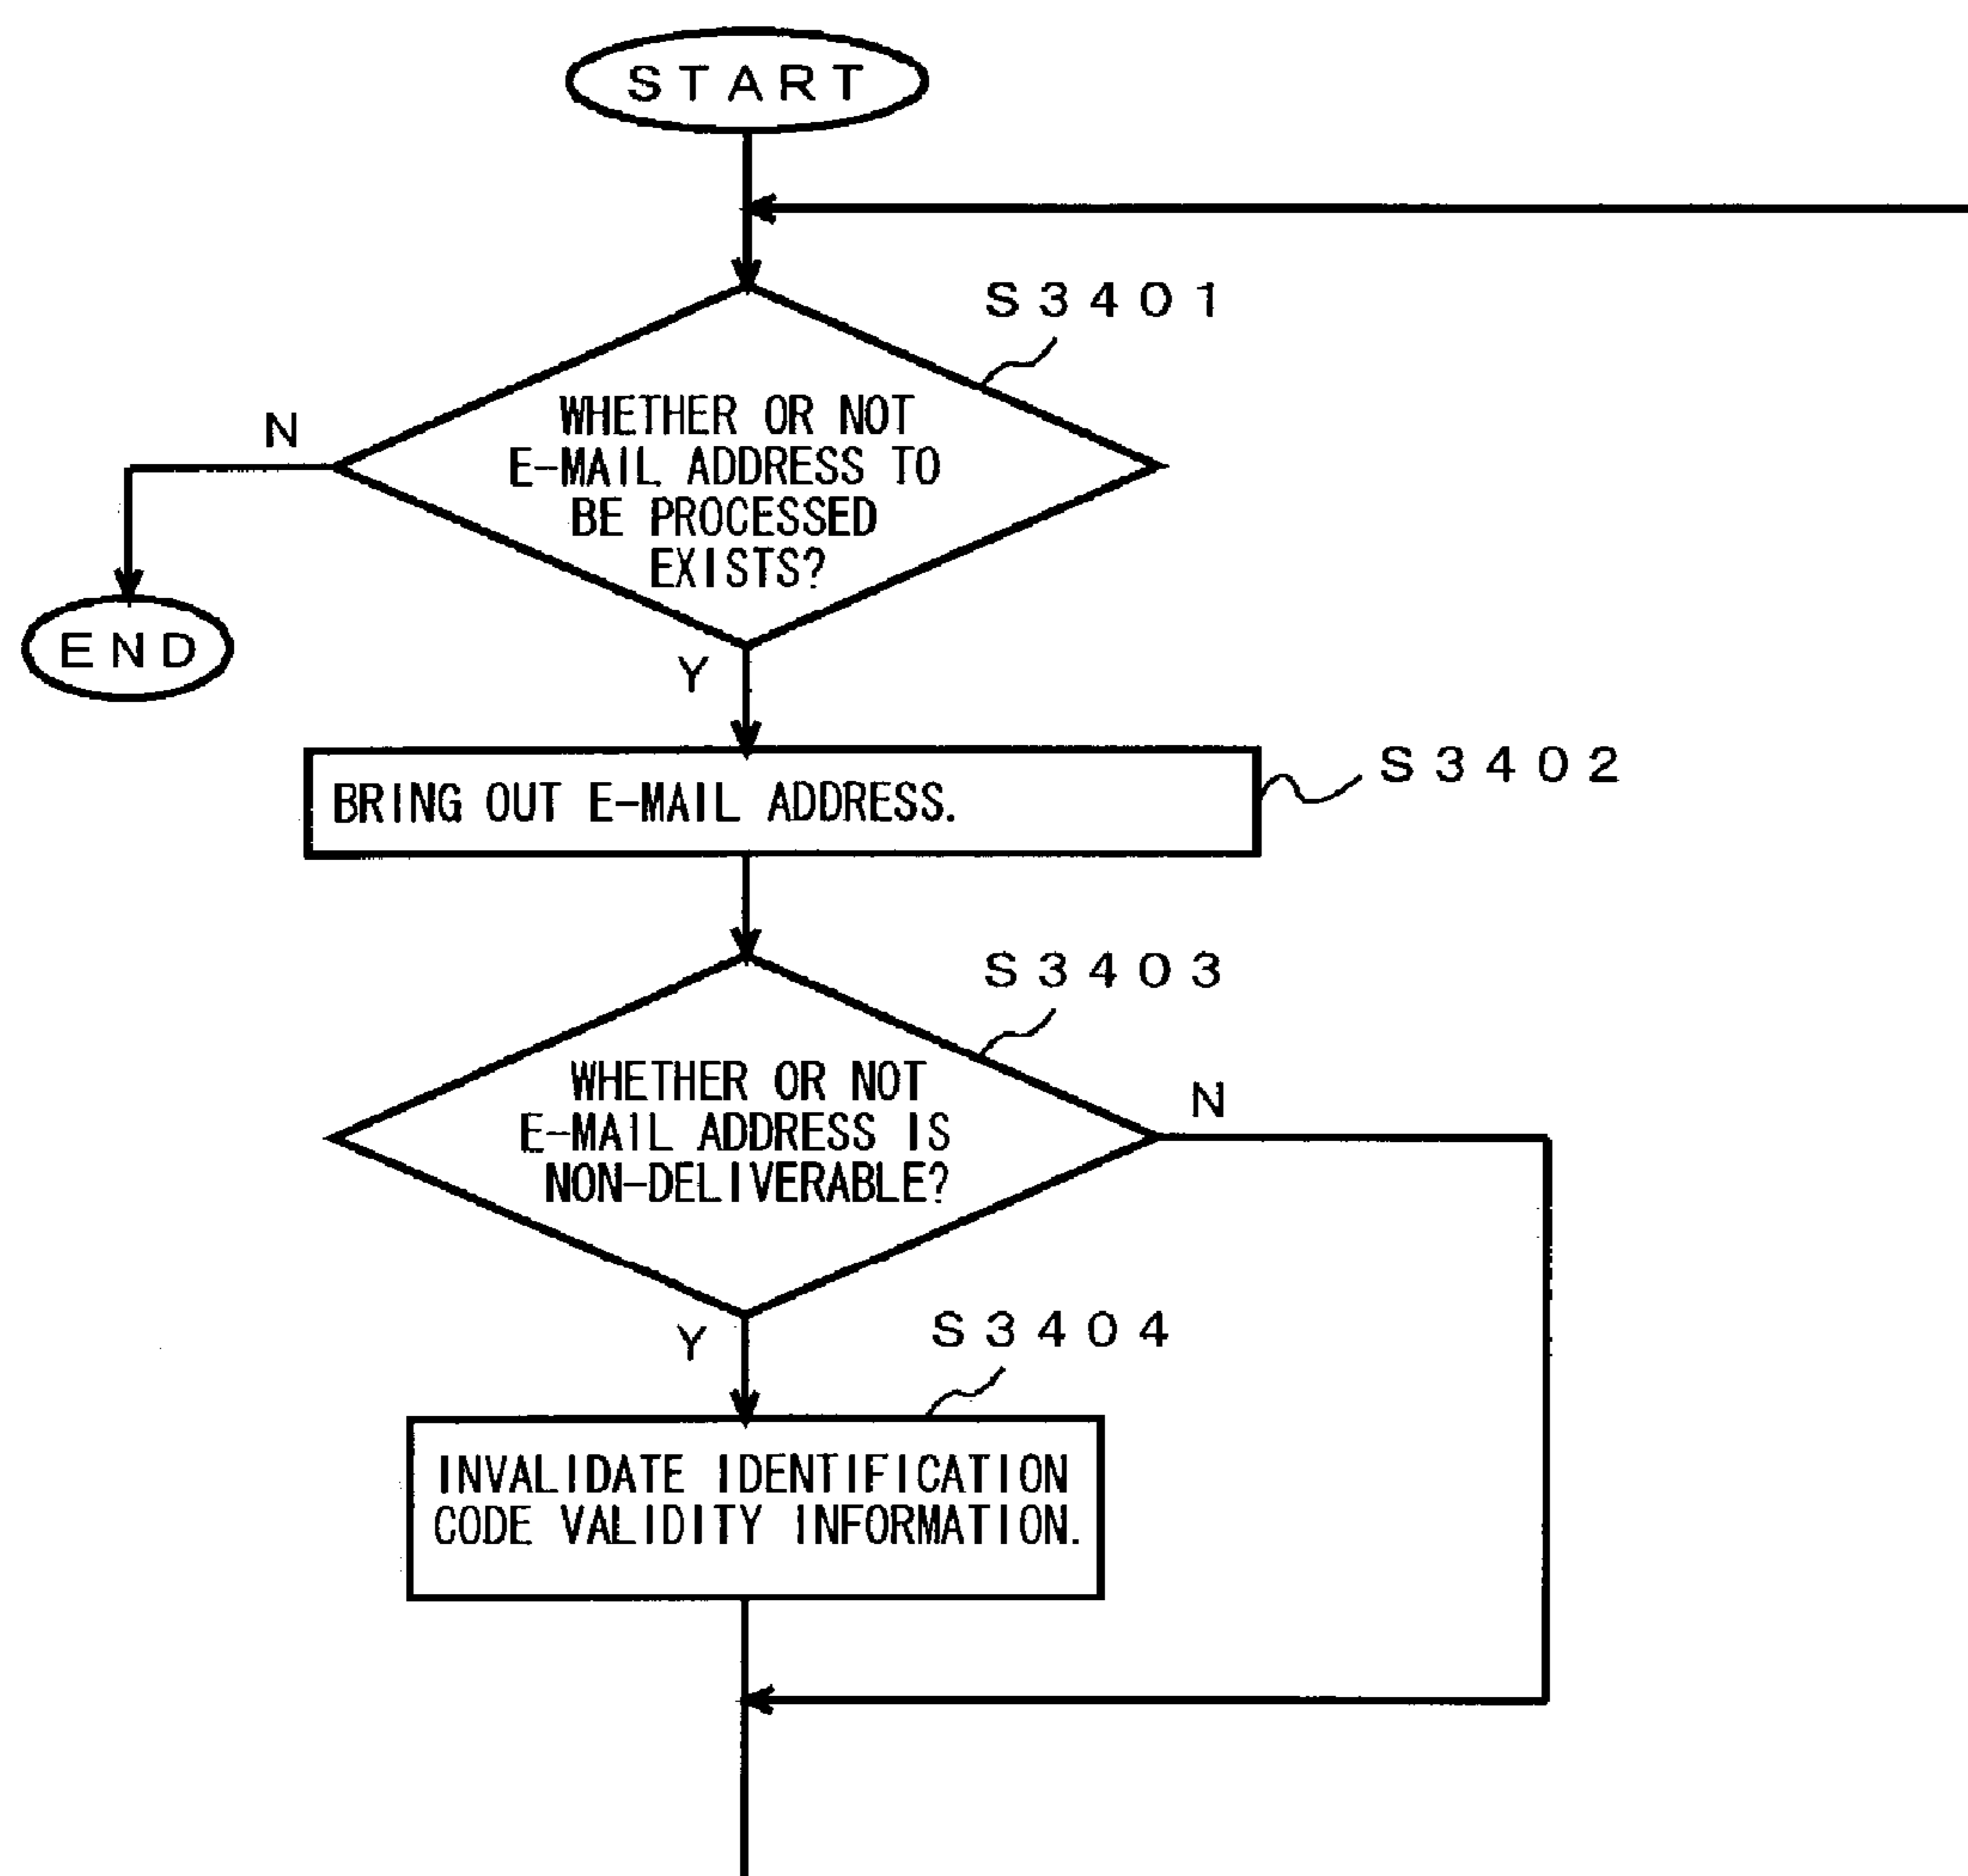 START
S3401
N
WHETHER OR NOT
E-MAIL ADDRESS TO
BE PROCESSED
EXISTS?
END
Y
S3402
BRING OUT E-MAIL ADDRESS.
S3403
WHETHER OR NOT
E-MAIL ADDRESS IS
NON-DELIVERABLE?
N
Y
S3404
INVALIDATE IDENTIFICATION
CODE VALIDITY INFORMATION.